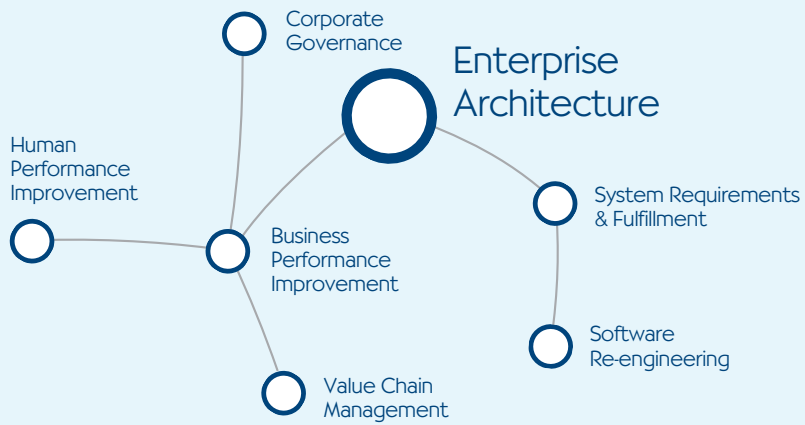 Corporate
Governance
Enterprise
Architecture
Human
Performance
Improvement
System Requirements
& Fulfillment
Business
Performance
Improvement
Software
Re-engineering
Value Chain
Management